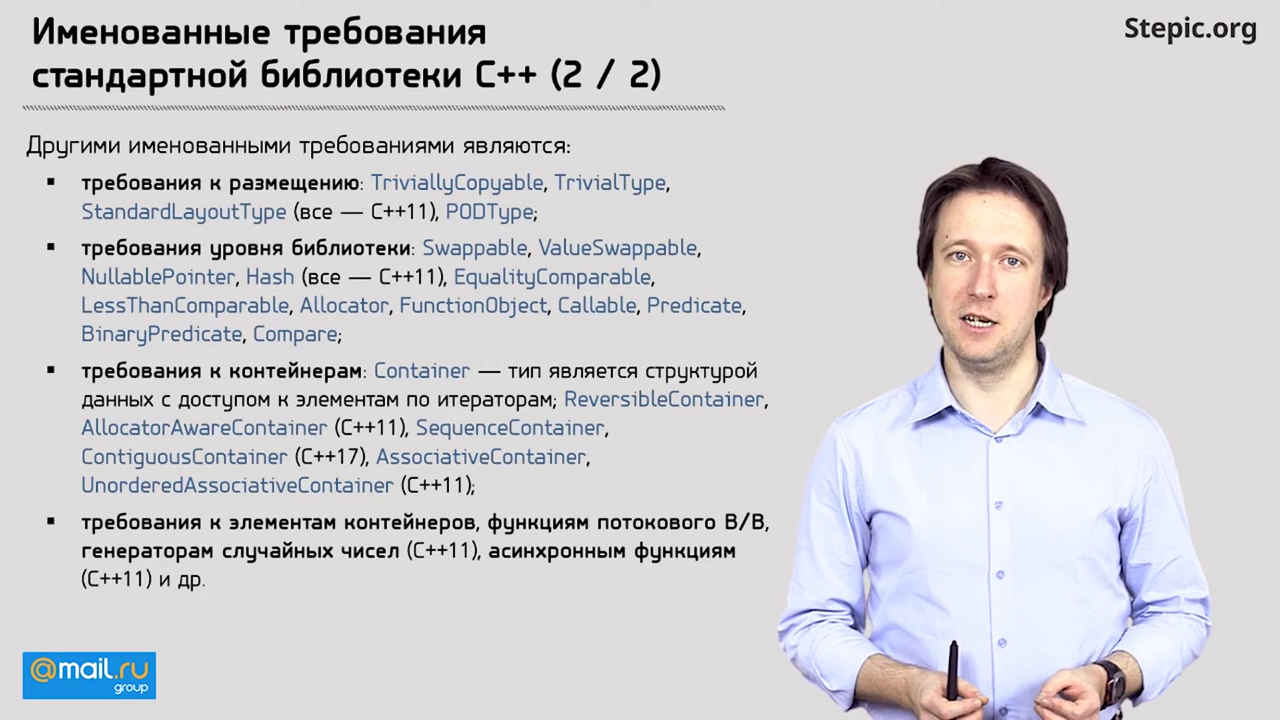 Именованные требования
стандартной библиотеки C++ (2 / 2)
Stepic.org
Другими именованными требованиями являются:
▪ требования к размещению: TriviallyCopyable, TrivialType,
StandardLayoutType (все — C++11), PODType;
▪ требования уровня библиотеки: Swappable, ValueSwappable,
NullablePointer, Hash (все — C++11), EqualityComparable,
LessThanComparable, Allocator, FunctionObject, Callable, Predicate,
BinaryPredicate, Compare;
▪ требования к контейнерам: Container — тип является структурой
данных с доступом к элементам по итераторам; ReversibleContainer,
AllocatorAwareContainer (C++11), SequenceContainer,
ContiguousContainer (C++17), AssociativeContainer,
UnorderedAssociativeContainer (C++11);
▪ требования к элементам контейнеров, функциям потокового В/В,
генераторам случайных чисел (C++11), асинхронным функциям
(C++11) и др.
@mail.ru
group